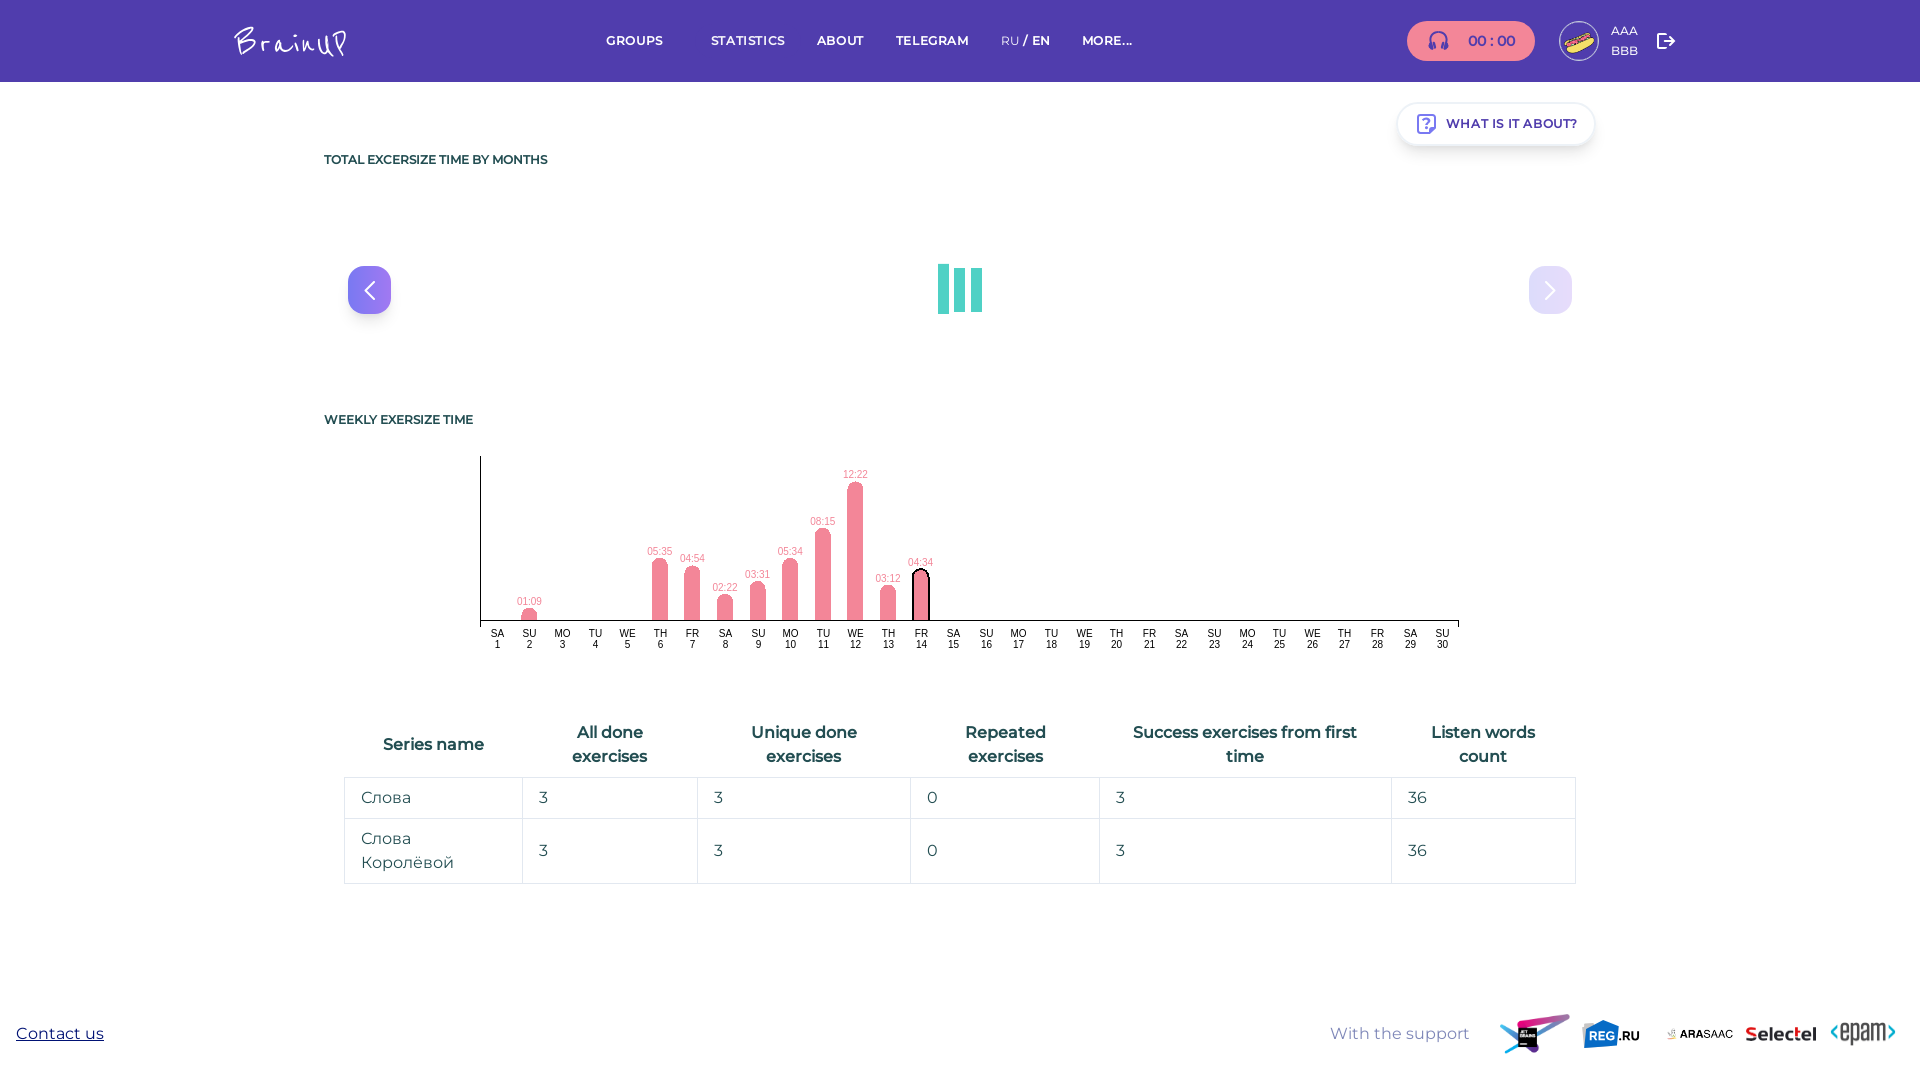 BrainUP
GROUPS
STATISTICS
ABOUT
TELEGRAM
RU / EN
MORE...
00 : 00
AAA
BBB
WHAT IS IT ABOUT?
TOTAL EXCERSIZE TIME BY MONTHS
WEEKLY EXERSIZE TIME
12:22
08:15
05:35
05:34
04:54
04:34
03:31
03:12
02:22
01:09
SA SU MO TU WE TH FR SA SU MO TU WE TH FR SA SU MO TU WE TH FR SA SU MO TU WE TH FR SA SU
1 2 3 4 5 6 7 8 9 10 11 12 13 14 15 16 17 18 19 20 21 22 23 24 25 26 27 28 29 30
Series name
All done
exercises
Unique done
exercises
Repeated
exercises
Success exercises from first
time
Listen words
count
Слова 3 3 0 3 36
Слова
Королёвой
3 3 0 3 36
Contact us
With the support
REG.RU
ARASAAC
Selectel
<epam>